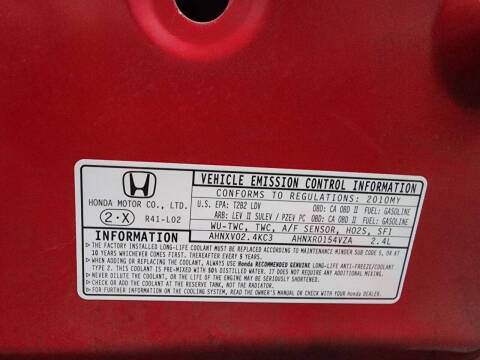 VEHICLE EMISSION CONTROL INFORMATION
HONDA MOTOR CO., LTD.
2·X R41-L02
CONFORMS TO REGULATIONS: 2010MY
U.S. EPA: T2B2 LDV OBD: CA OBD II FUEL: GASOLINE
ARB: LEV II SULEV / PZEV PC OBD: CA OBD II FUEL: GASOLINE
WU-TWC, TWC, A/F SENSOR, HO2S, SFI
AHNXV02.4KC3 AHNXR0154VZA 2.4L
INFORMATION
▶ THE FACTORY INSTALLED LONG-LIFE COOLANT MUST BE REPLACED AT MAINTENANCE MINDER SUB CODE 5, OR AT
10 YEARS WHICHEVER COMES FIRST. THEREAFTER EVERY 5 YEARS.
▶ WHEN ADDING OR REPLACING THE COOLANT, ALWAYS USE Honda RECOMMENDED GENUINE LONG-LIFE ANTI-FREEZE/COOLANT
TYPE 2. THIS COOLANT IS PRE-MIXED WITH 50% DISTILLED WATER. IT DOES NOT REQUIRE ANY ADDITIONAL MIXING.
▶ NEVER USE NON-Honda COOLANT OR PLAIN WATER.
THE LIFE OF THE ENGINE MAY BE SERIOUSLY SHORTENED.
▶ CHECK AND ADD COOLANT AT THE RESERVE TANK, NOT THE RADIATOR.
▶ FOR INFORMATION ON THE COOLING SYSTEM, READ THE OWNER'S MANUAL OR CHECK WITH YOUR Honda DEALER.